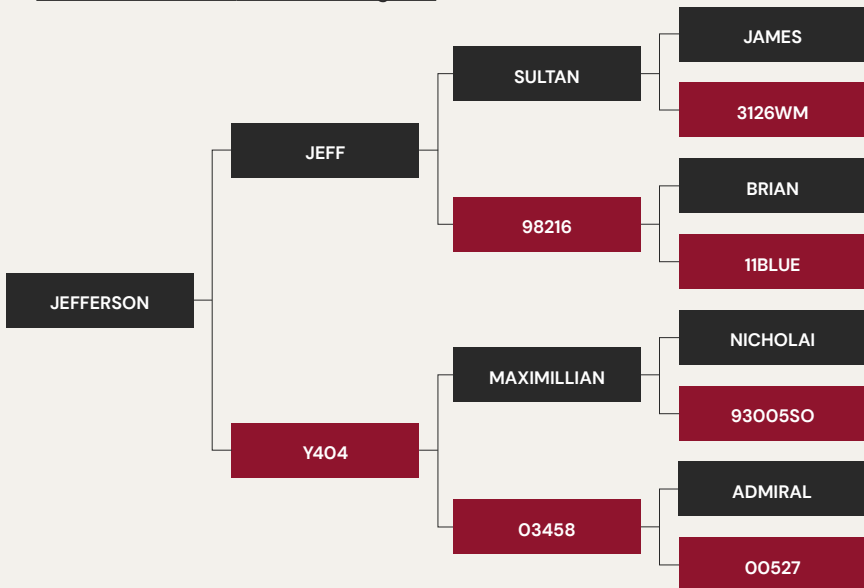 JAMES
SULTAN
3126WM
JEFF
BRIAN
98216
11BLUE
JEFFERSON
NICHOLAI
MAXIMILLIAN
93005SO
Y404
ADMIRAL
03458
00527